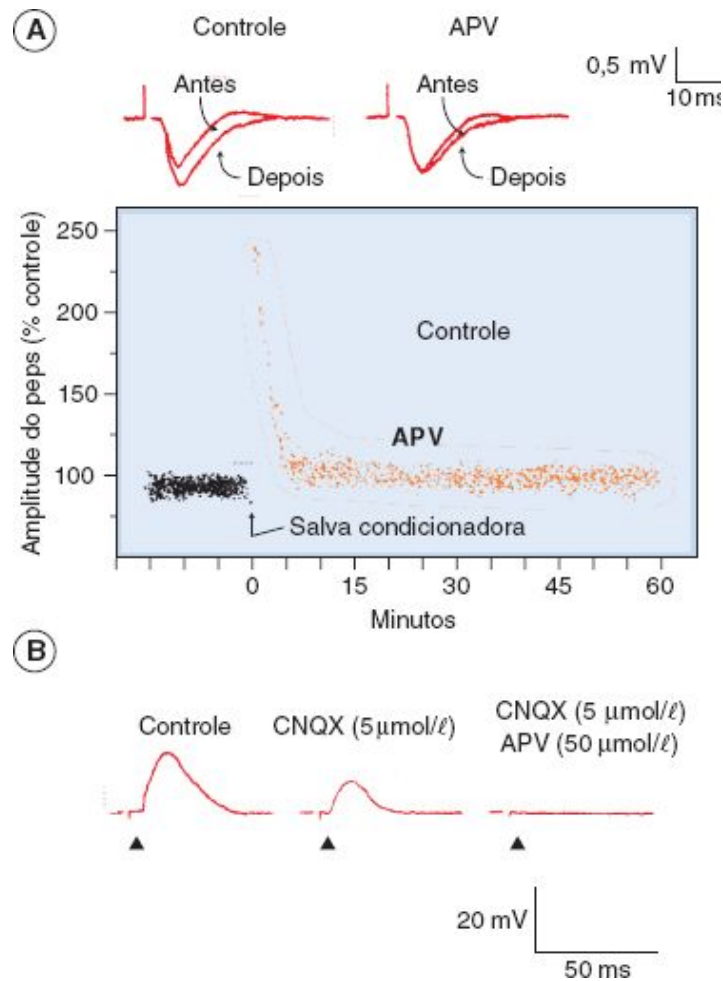 A
Controle
APV
0,5 mV
10 ms
Antes
Antes
Depois
Depois
Amplitude do peps (% controle)
250
200
150
100
Controle
APV
Salva condicionadora
0 15 30 45 60
Minutos
B
Controle
CNQX (5 μmol/ℓ)
CNQX (5 μmol/ℓ)
APV (50 μmol/ℓ)
20 mV
50 ms